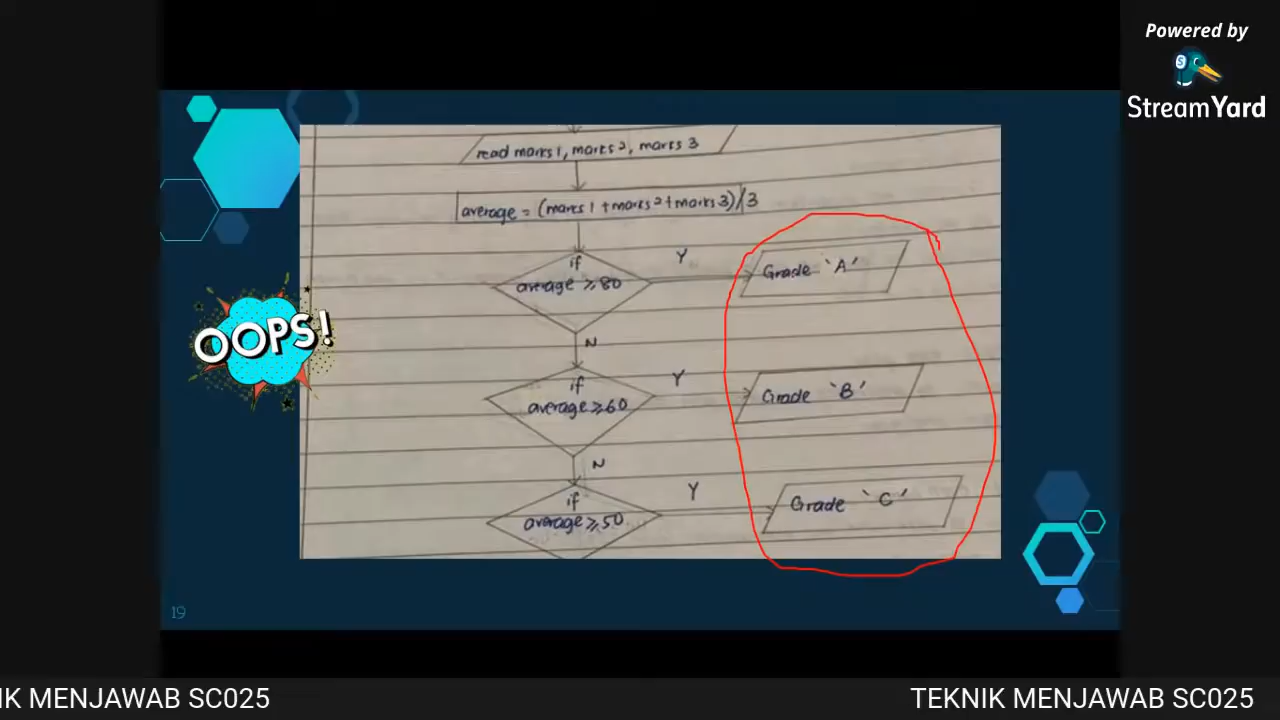 Powered by
StreamYard
read marks 1, marks 2, marks 3
average = (marks 1 + marks 2 + marks 3)/3
if
average ≥ 80
Y
Grade 'A'
N
if
average ≥ 60
Y
Grade 'B'
N
if
average ≥ 50
Y
Grade 'C'
OOPS!
19
IK MENJAWAB SC025
TEKNIK MENJAWAB SC025